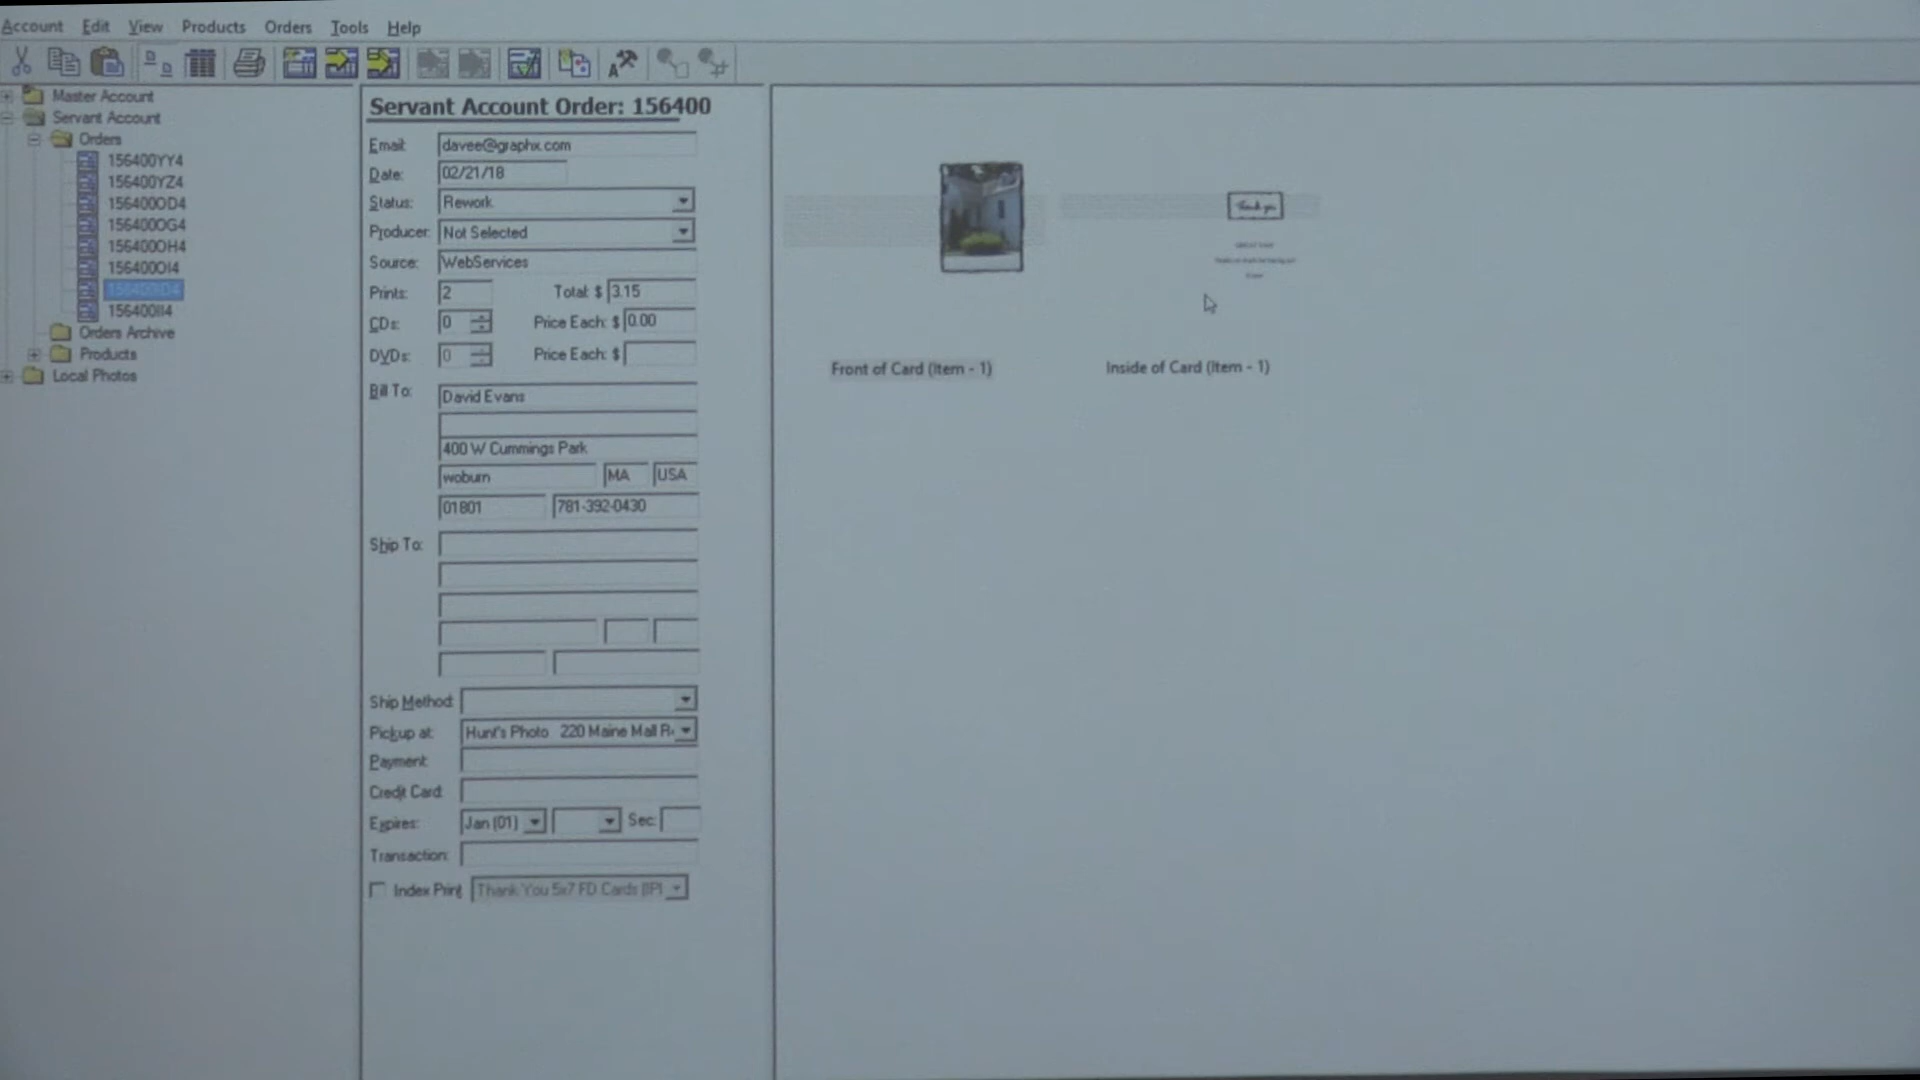 Account Edit View Products Orders Tools Help
Master Account
Servant Account
Orders
156400YY4
156400YZ4
156400OD4
156400OG4
156400OH4
156400OI4
156400II4
Orders Archive
Products
Local Photos
Servant Account Order: 156400
Email: davee@graphx.com
Date: 02/21/18
Status: Rework
Producer: Not Selected
Source: WebServices
Prints: 2 Total: $ 3.15
CDs: 0 Price Each: $ 0.00
DVDs: 0 Price Each: $
Bill To: David Evans
400 W Cummings Park
woburn MA USA
01801 781-392-0430
Ship To:
Ship Method:
Pickup at: Hunt's Photo 220 Maine Mall R
Payment:
Credit Card:
Expires: Jan (01) Sec:
Transaction:
Index Print Thank You 5x7 FD Cards (IPI
Thank you
Front of Card (Item - 1)
Inside of Card (Item - 1)